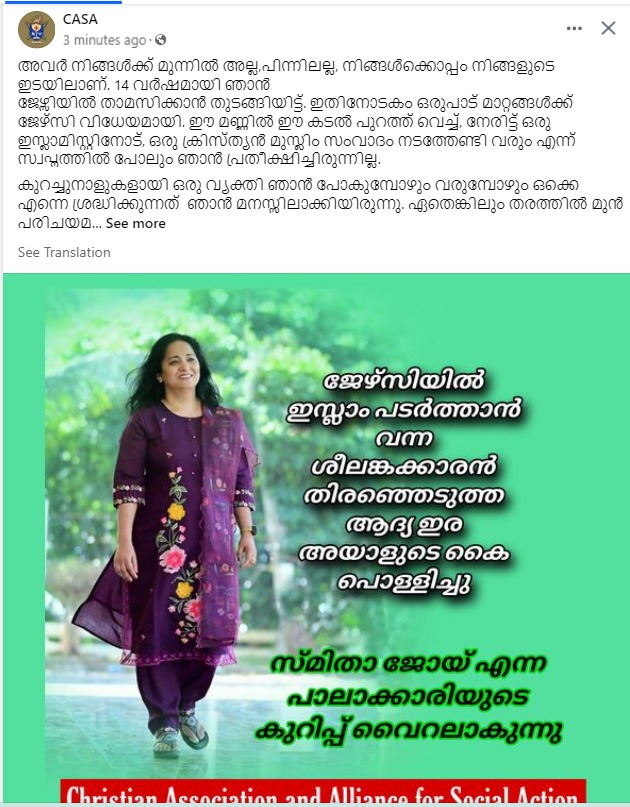 CASA
3 minutes ago ·
അവർ നിങ്ങൾക്ക് മുന്നിൽ അല്ല,പിന്നിലല്ല, നിങ്ങൾക്കൊപ്പം നിങ്ങളുടെ
ഇടയിലാണ്. 14 വർഷമായി ഞാൻ
ജേഴ്സിയിൽ താമസിക്കാൻ തുടങ്ങിയിട്ട്. ഇതിനോടകം ഒരുപാട് മാറ്റങ്ങൾക്ക്
ജേഴ്സി വിധേയമായി. ഈ മണ്ണിൽ ഈ കടൽ പുറത്ത് വെച്ച്, നേരിട്ട് ഒരു
ഇസ്ലാമിസ്റ്റിനോട്, ഒരു ക്രിസ്ത്യൻ മുസ്ലിം സംവാദം നടത്തേണ്ടി വരും എന്ന്
സ്വപ്നത്തിൽ പോലും ഞാൻ പ്രതീക്ഷിച്ചിരുന്നില്ല.
കുറച്ചുനാളുകളായി ഒരു വ്യക്തി ഞാൻ പോകുമ്പോഴും വരുമ്പോഴും ഒക്കെ
എന്നെ ശ്രദ്ധിക്കുന്നത് ഞാൻ മനസ്സിലാക്കിയിരുന്നു. ഏതെങ്കിലും തരത്തിൽ മുൻ
പരിചയമ... See more
See Translation
ജേഴ്സിയിൽ
ഇസ്ലാം പടർത്താൻ
വന്ന
ശീലങ്കക്കാരൻ
തിരഞ്ഞെടുത്ത
ആദ്യ ഇര
അയാളുടെ കൈ
പൊള്ളിച്ചു
സ്മിതാ ജോയ് എന്ന
പാലാക്കാരിയുടെ
കുറിപ്പ് വൈറലാകുന്നു
Christian Association and Alliance for Social Action